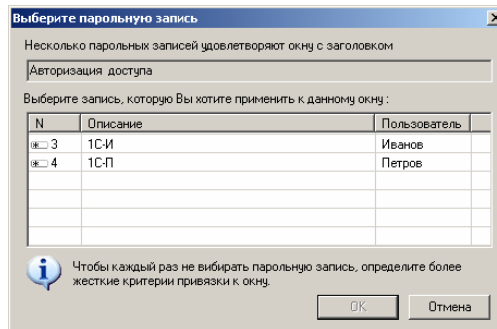 Выберите парольную запись
Несколько парольных записей удовлетворяют окну с заголовком
Авторизация доступа
Выберите запись, которую Вы хотите применить к данному окну :
N Описание Пользователь
3 1С-И Иванов
4 1С-П Петров
Чтобы каждый раз не вибирать парольную запись, определите более
жесткие критерии привязки к окну.
OK Отмена